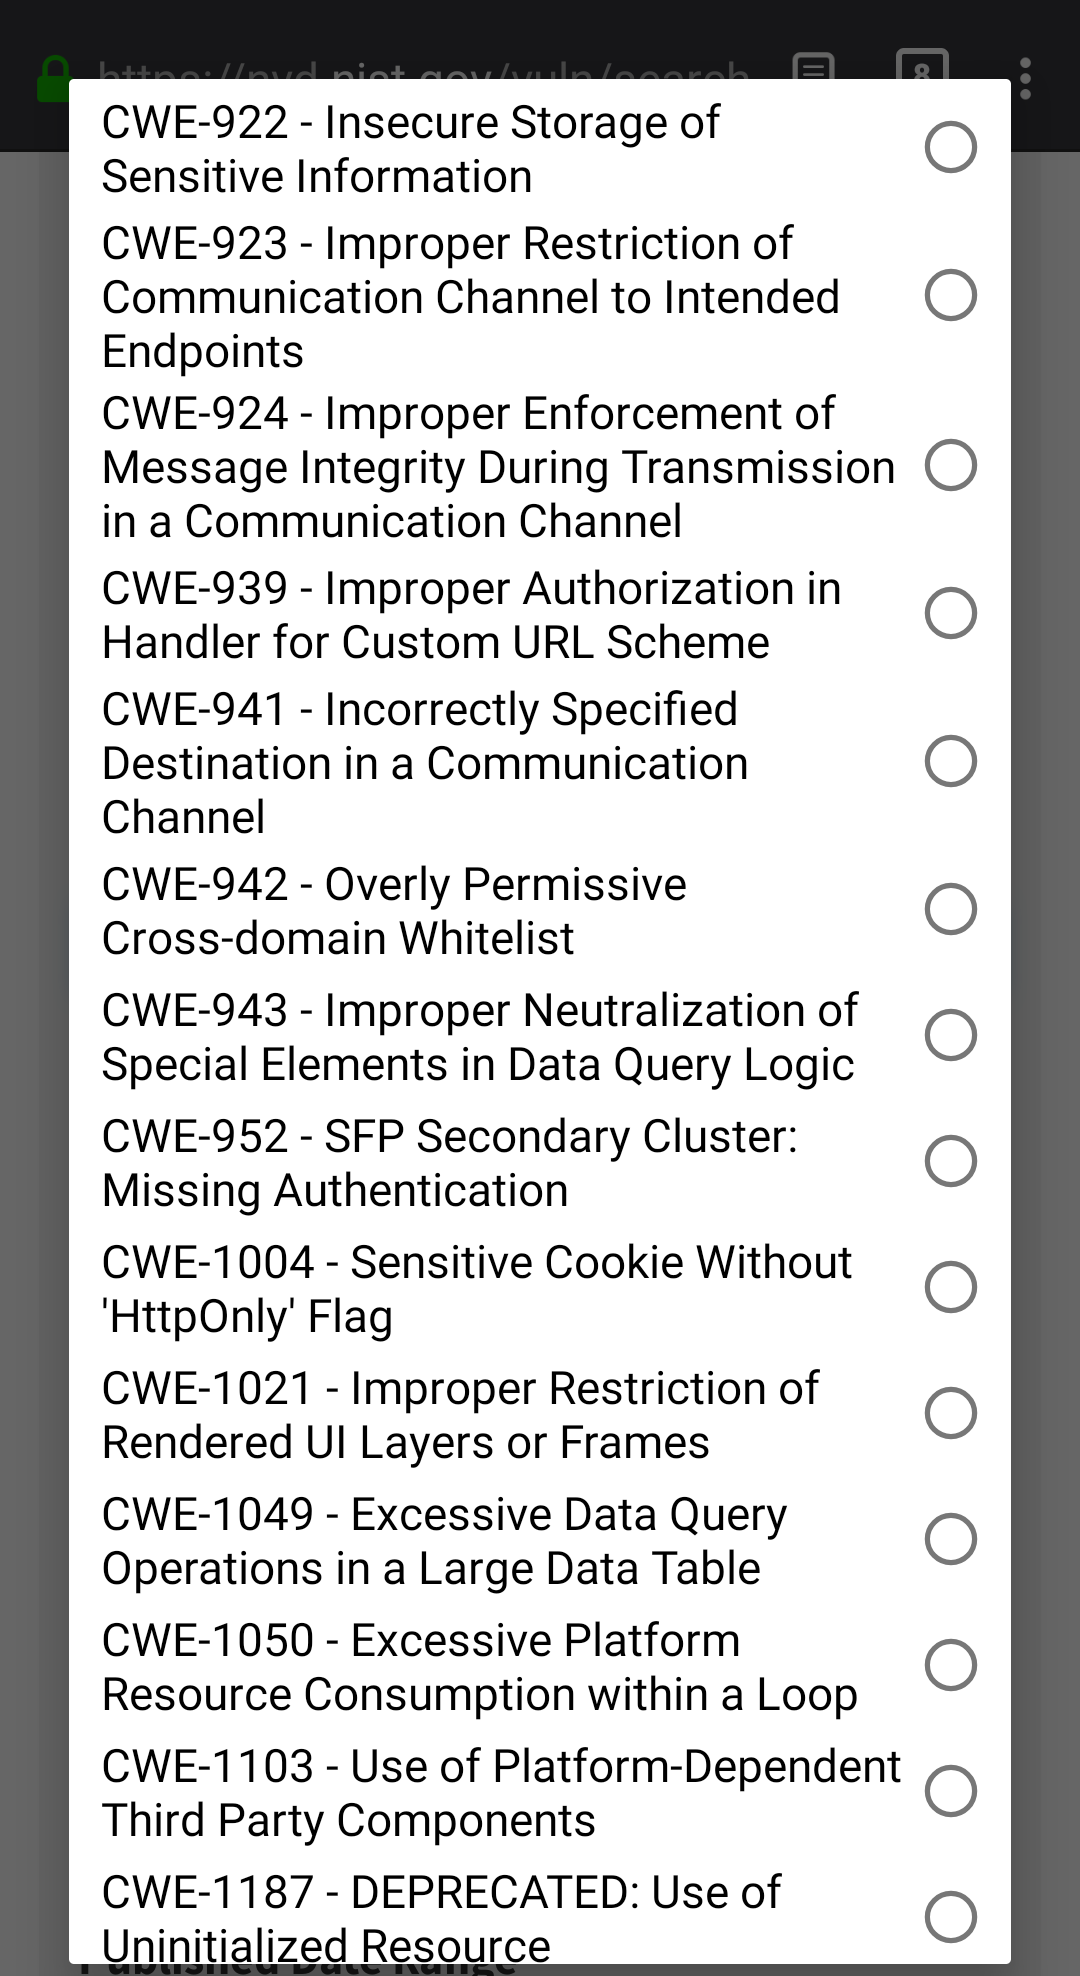 https://nvd.nist.gov/vuln/search
8
CWE-922 - Insecure Storage of
Sensitive Information
CWE-923 - Improper Restriction of
Communication Channel to Intended
Endpoints
CWE-924 - Improper Enforcement of
Message Integrity During Transmission
in a Communication Channel
CWE-939 - Improper Authorization in
Handler for Custom URL Scheme
CWE-941 - Incorrectly Specified
Destination in a Communication
Channel
CWE-942 - Overly Permissive
Cross-domain Whitelist
CWE-943 - Improper Neutralization of
Special Elements in Data Query Logic
CWE-952 - SFP Secondary Cluster:
Missing Authentication
CWE-1004 - Sensitive Cookie Without
'HttpOnly' Flag
CWE-1021 - Improper Restriction of
Rendered UI Layers or Frames
CWE-1049 - Excessive Data Query
Operations in a Large Data Table
CWE-1050 - Excessive Platform
Resource Consumption within a Loop
CWE-1103 - Use of Platform-Dependent
Third Party Components
CWE-1187 - DEPRECATED: Use of
Uninitialized Resource
Published Date Range